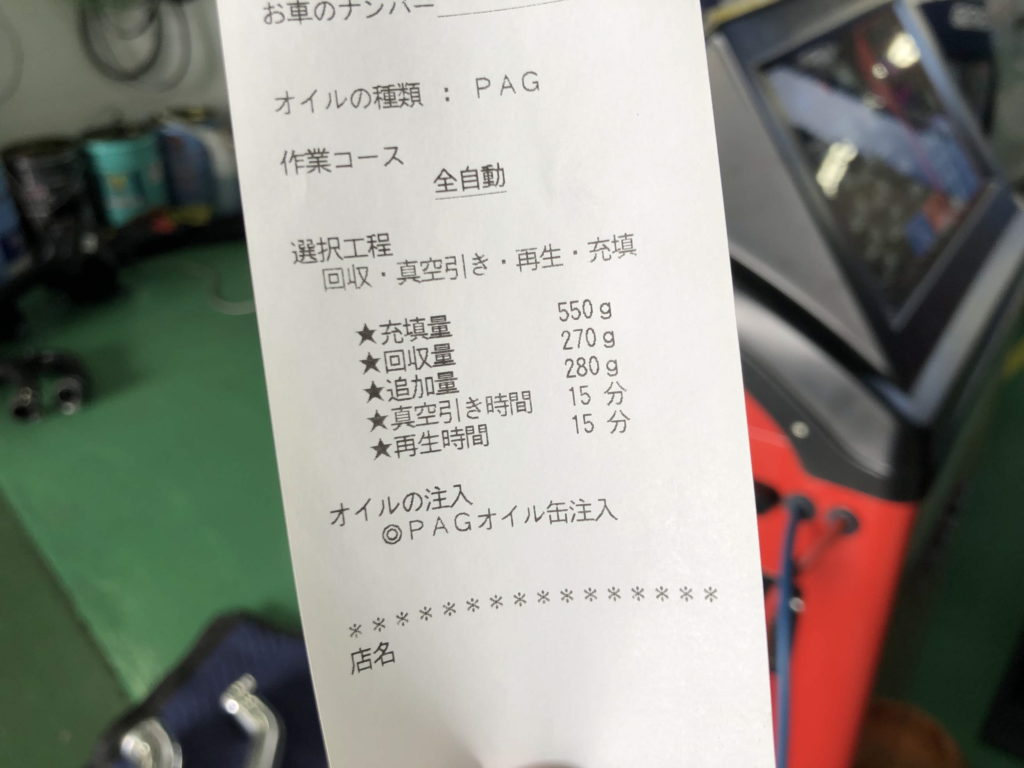 お車のナンバー
オイルの種類 : PAG
作業コース
全自動
選択工程
回収・真空引き・再生・充填
★充填量 550g
★回収量 270g
★追加量 280g
★真空引き時間 15 分
★再生時間 15 分
オイルの注入
◎PAGオイル缶注入
****************
店名